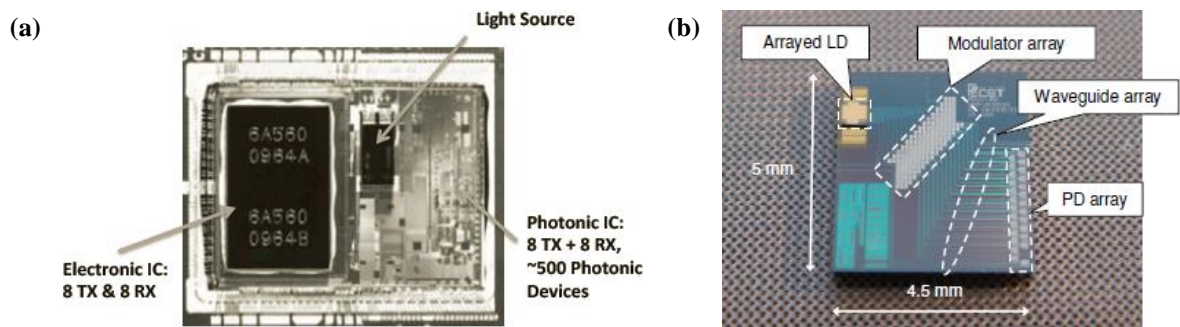 (a)
Light Source
6A560
0964A
6A560
0964B
Electronic IC:
8 TX & 8 RX
Photonic IC:
8 TX + 8 RX,
~500 Photonic
Devices
(b)
Arrayed LD
Modulator array
Waveguide array
PECST
5 mm
PD array
4.5 mm